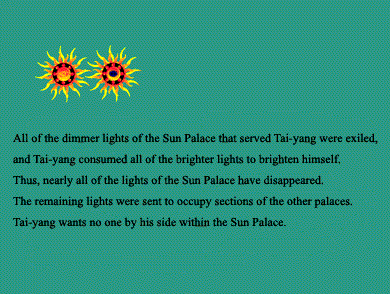 All of the dimmer lights of the Sun Palace that served Tai-yang were exiled,
and Tai-yang consumed all of the brighter lights to brighten himself.
Thus, nearly all of the lights of the Sun Palace have disappeared.
The remaining lights were sent to occupy sections of the other palaces.
Tai-yang wants no one by his side within the Sun Palace.